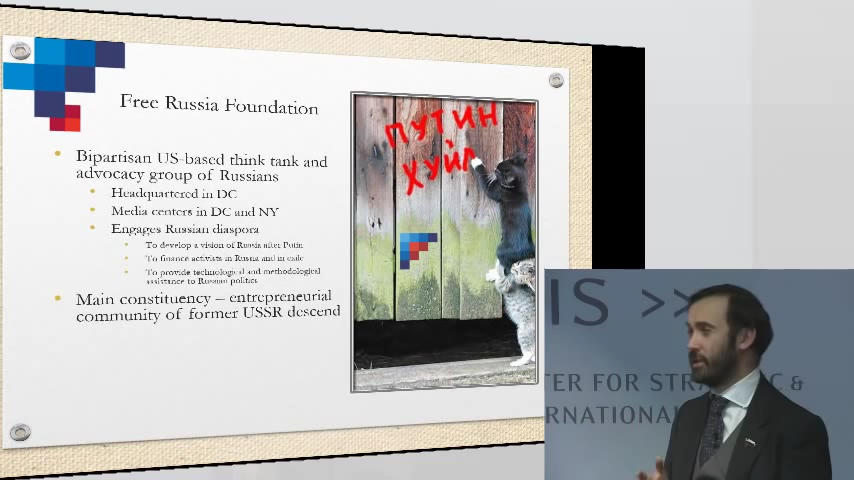 Free Russia Foundation
• Bipartisan US-based think tank and
advocacy group of Russians
• Headquartered in DC
• Media centers in DC and NY
• Engages Russian diaspora
• To develop a vision of Russia after Putin
• To finance activists in Russia and in exile
• To provide technological and methodological
assistance to Russian politics
• Main constituency – entrepreneurial
community of former USSR descend
ПУТИН
ХУЙЛ
IS >>
TER FOR STRA C &
RNATIONAL